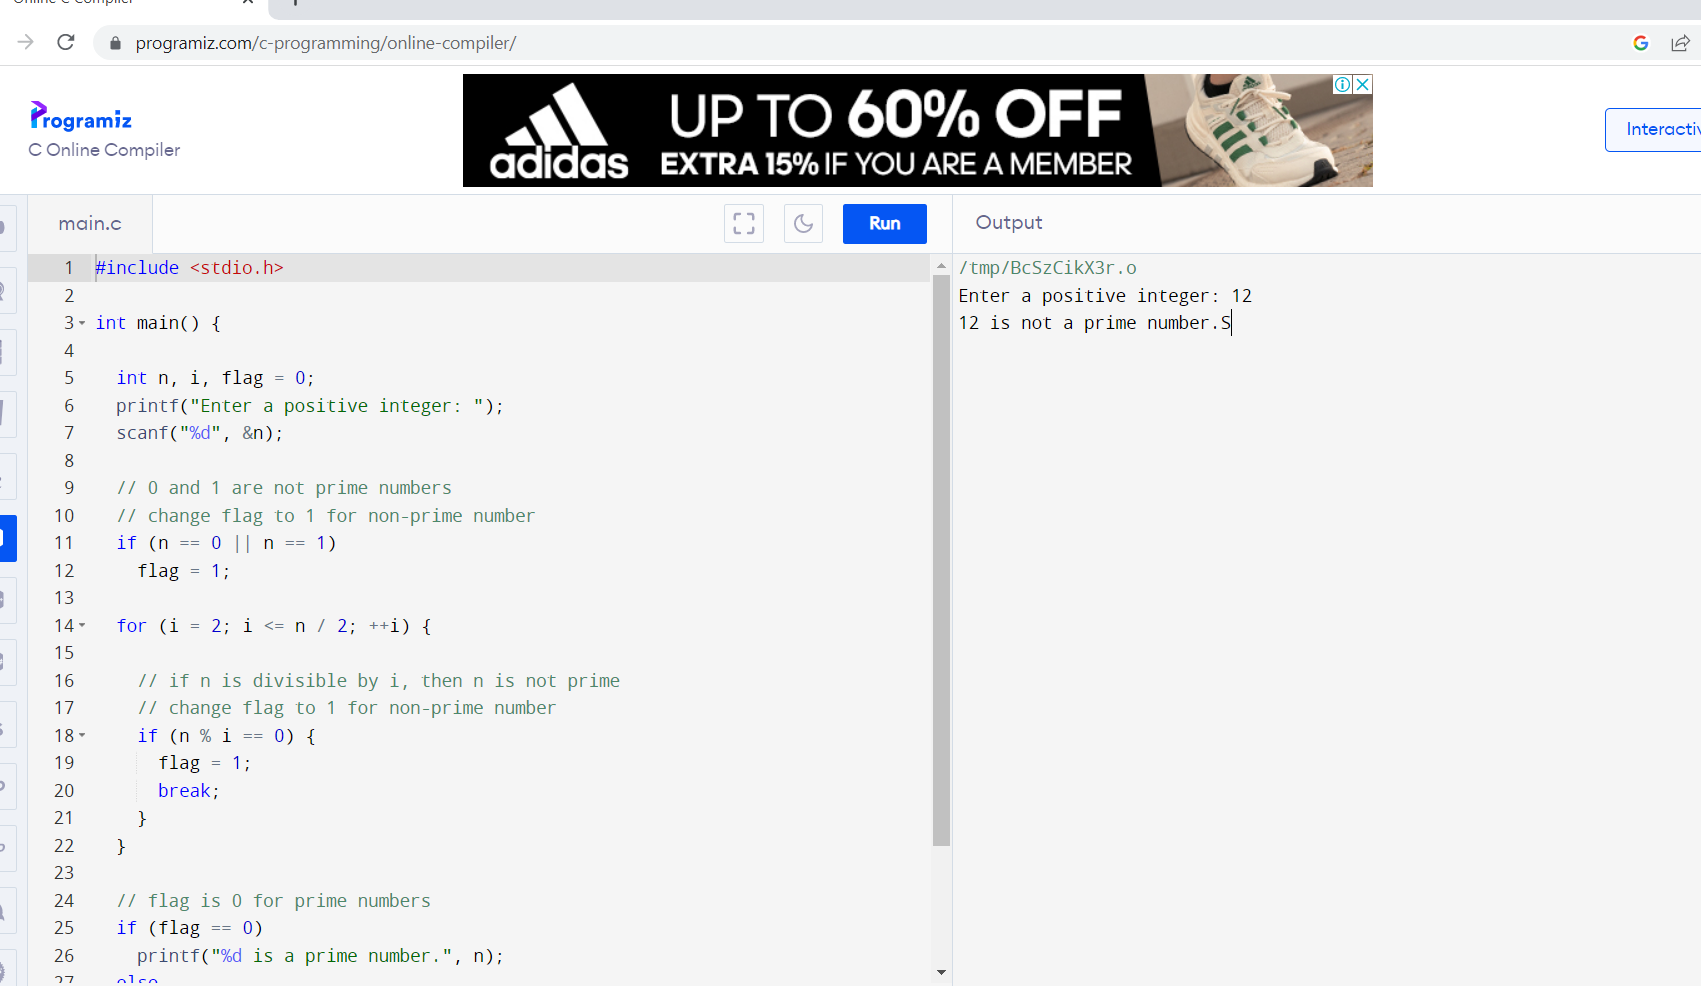 programiz.com/c-programming/online-compiler/
Programiz
C Online Compiler
adidas
UP TO 60% OFF
EXTRA 15% IF YOU ARE A MEMBER
main.c
Run
Output
1 #include <stdio.h>
2
3 int main() {
4
5 int n, i, flag = 0;
6 printf("Enter a positive integer: ");
7 scanf("%d", &n);
8
9 // 0 and 1 are not prime numbers
10 // change flag to 1 for non-prime number
11 if (n == 0 || n == 1)
12 flag = 1;
13
14 for (i = 2; i <= n / 2; ++i) {
15
16 // if n is divisible by i, then n is not prime
17 // change flag to 1 for non-prime number
18 if (n % i == 0) {
19 flag = 1;
20 break;
21 }
22 }
23
24 // flag is 0 for prime numbers
25 if (flag == 0)
26 printf("%d is a prime number.", n);
27 else
/tmp/BcSzCikX3r.o
Enter a positive integer: 12
12 is not a prime number.S